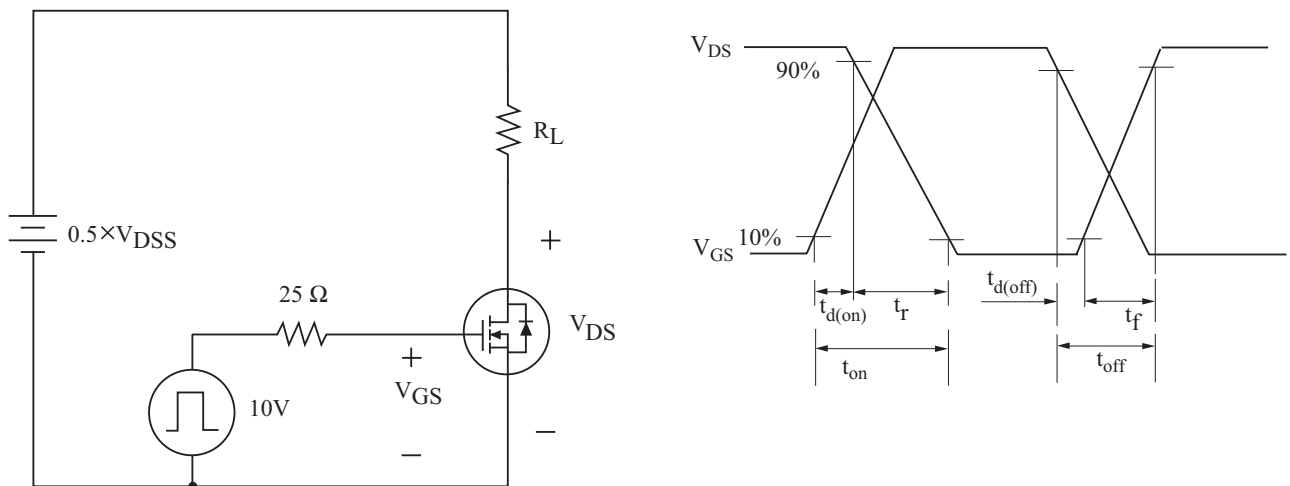 R_L
0.5×V_DSS
25 Ω
V_DS
V_GS
10V
V_DS
90%
V_GS
10%
t_d(on)
t_r
t_on
t_d(off)
t_f
t_off